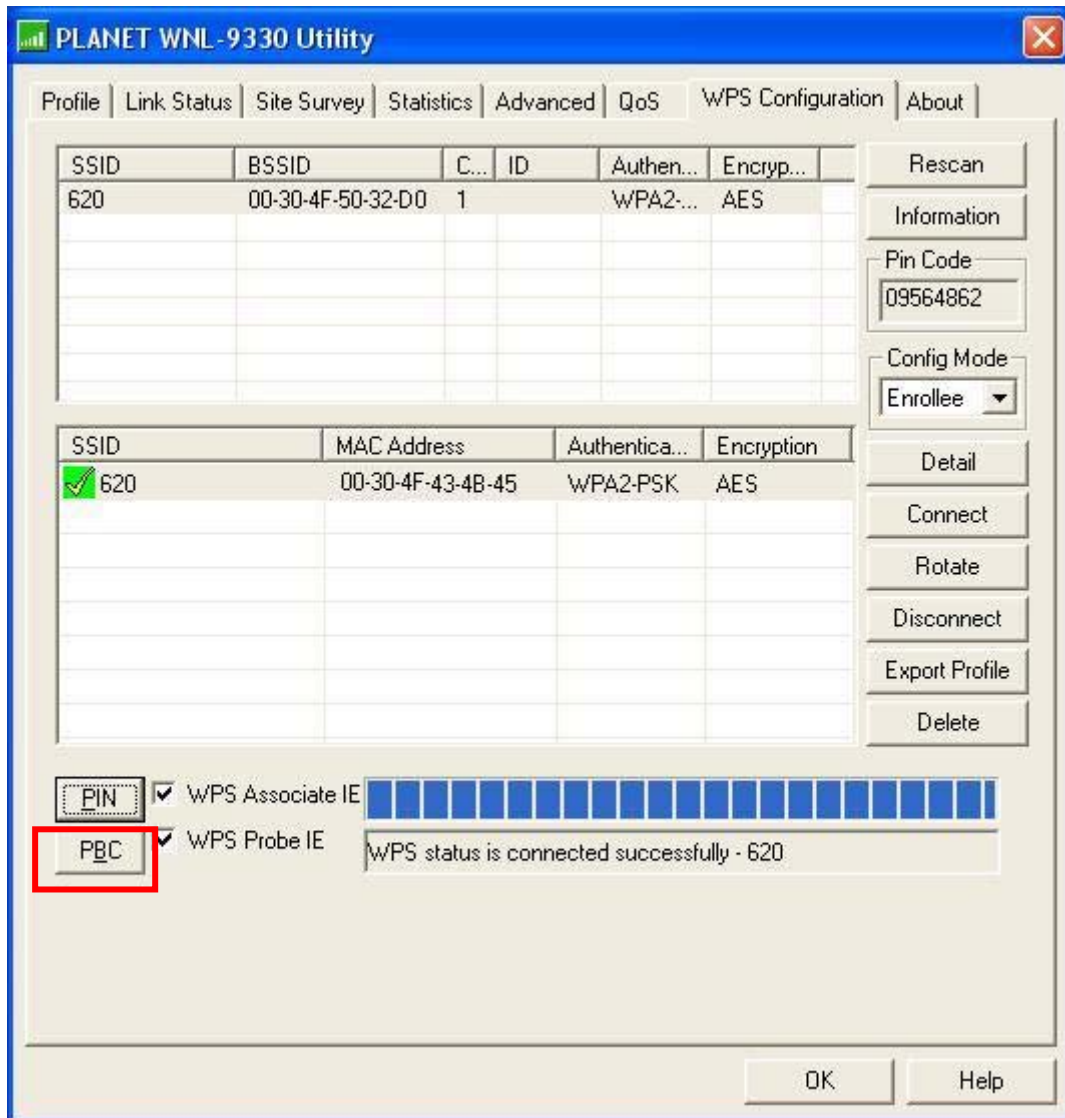 PLANET WNL-9330 Utility
Profile Link Status Site Survey Statistics Advanced QoS WPS Configuration About
SSID BSSID C... ID Authen... Encryp...
620 00-30-4F-50-32-D0 1 WPA2-... AES
Rescan
Information
Pin Code
09564862
Config Mode
Enrollee
SSID MAC Address Authentica... Encryption
620 00-30-4F-43-4B-45 WPA2-PSK AES
Detail
Connect
Rotate
Disconnect
Export Profile
Delete
PIN WPS Associate IE
PBC WPS Probe IE WPS status is connected successfully - 620
OK Help